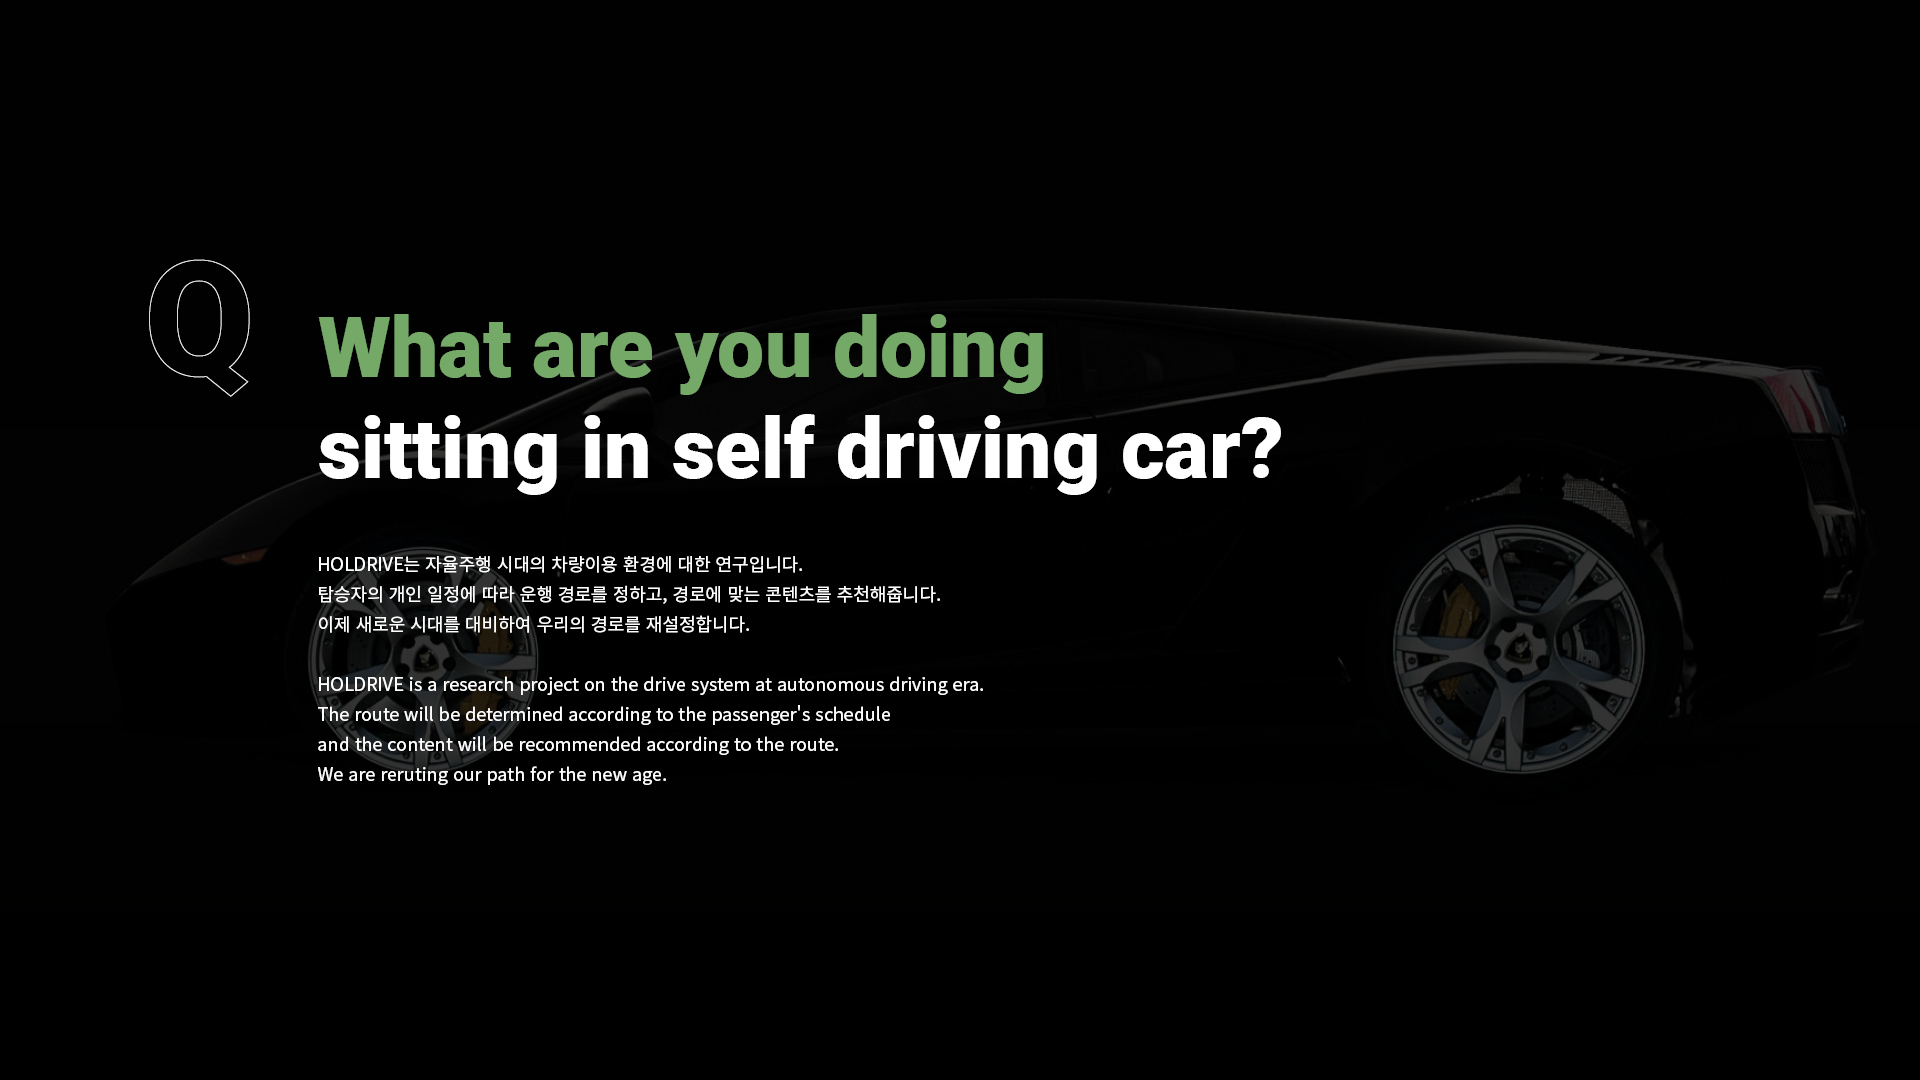 Q
What are you doing
sitting in self driving car?
HOLDRIVE는 자율주행 시대의 차량이용 환경에 대한 연구입니다.
탑승자의 개인 일정에 따라 운행 경로를 정하고, 경로에 맞는 콘텐츠를 추천해줍니다.
이제 새로운 시대를 대비하여 우리의 경로를 재설정합니다.
HOLDRIVE is a research project on the drive system at autonomous driving era.
The route will be determined according to the passenger's schedule
and the content will be recommended according to the route.
We are reruting our path for the new age.